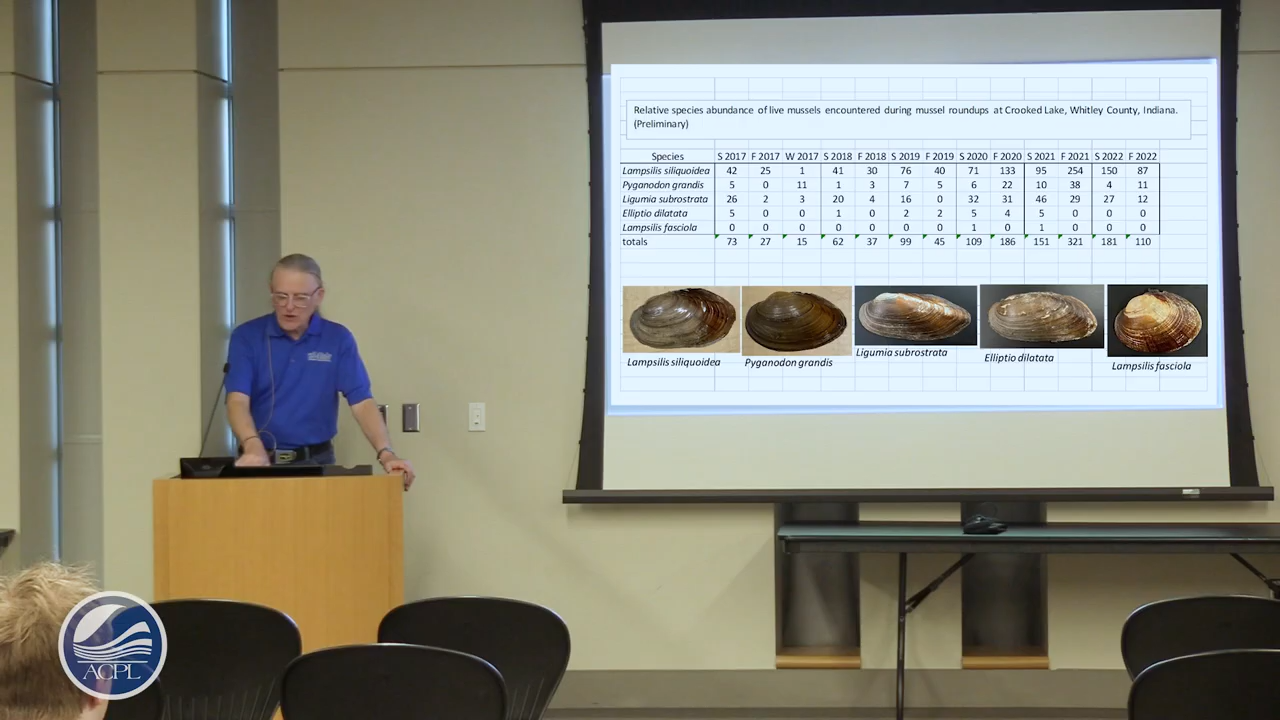 Relative species abundance of live mussels encountered during mussel roundups at Crooked Lake, Whitley County, Indiana.
(Preliminary)
Species S 2017 F 2017 W 2017 S 2018 F 2018 S 2019 F 2019 S 2020 F 2020 S 2021 F 2021 S 2022 F 2022
Lampsilis siliquoidea 42 25 1 41 30 76 40 71 133 95 254 150 87
Pyganodon grandis 5 0 11 1 3 7 5 6 22 10 38 4 11
Ligumia subrostrata 26 2 3 20 4 16 0 32 31 46 29 27 12
Elliptio dilatata 5 0 0 1 0 2 2 5 4 5 0 0 0
Lampsilis fasciola 0 0 0 0 0 0 0 1 0 1 0 0 0
totals 73 27 15 62 37 99 45 109 186 151 321 181 110
Lampsilis siliquoidea
Pyganodon grandis
Ligumia subrostrata
Elliptio dilatata
Lampsilis fasciola
ACPL